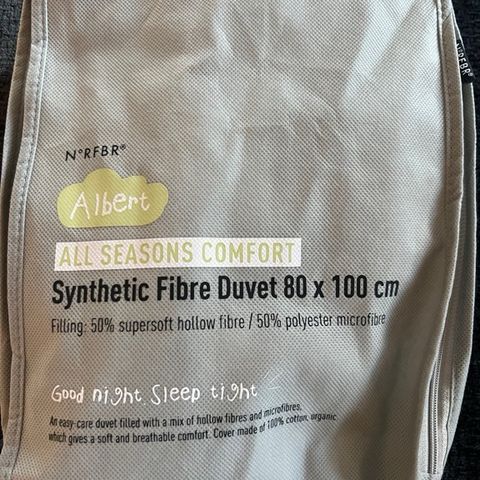 N°RFBR®
N°RFBR®
Albert
ALL SEASONS COMFORT
Synthetic Fibre Duvet 80 x 100 cm
Filling: 50% supersoft hollow fibre / 50% polyester microfibre
Good night Sleep tight
An easy-care duvet filled with a mix of hollow fibres and microfibres,
which gives a soft and breathable comfort. Cover made of 100% cotton, organic